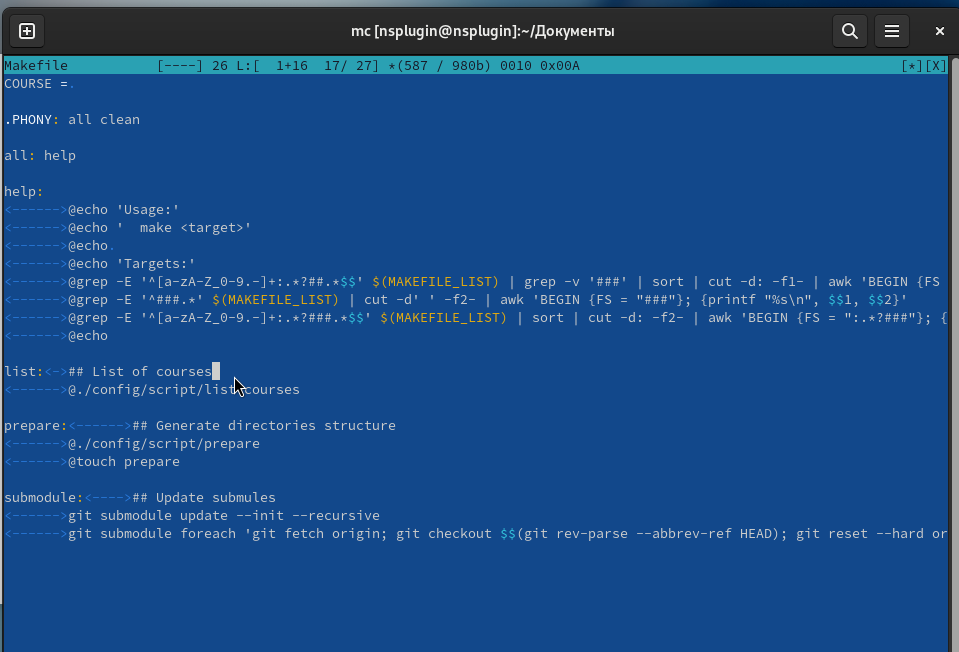 mc [nsplugin@nsplugin]:~/Документы
Makefile [----] 26 L:[ 1+16 17/ 27] *(587 / 980b) 0010 0x00A [*][X]
COURSE =.
.PHONY: all clean
all: help
help:
<------>@echo 'Usage:'
<------>@echo '  make <target>'
<------>@echo.
<------>@echo 'Targets:'
<------>@grep -E '^[a-zA-Z_0-9.-]+:.*?##.*$$' $(MAKEFILE_LIST) | grep -v '###' | sort | cut -d: -f1- | awk 'BEGIN {FS
<------>@grep -E '^###.*' $(MAKEFILE_LIST) | cut -d' ' -f2- | awk 'BEGIN {FS = "###"}; {printf "%s\n", $$1, $$2}'
<------>@grep -E '^[a-zA-Z_0-9.-]+:.*?###.*$$' $(MAKEFILE_LIST) | sort | cut -d: -f2- | awk 'BEGIN {FS = ":.*?###"}; {
<------>@echo
list:<->## List of courses
<------>@./config/script/list-courses
prepare:<------>## Generate directories structure
<------>@./config/script/prepare
<------>@touch prepare
submodule:<---->## Update submules
<------>git submodule update --init --recursive
<------>git submodule foreach 'git fetch origin; git checkout $$(git rev-parse --abbrev-ref HEAD); git reset --hard or